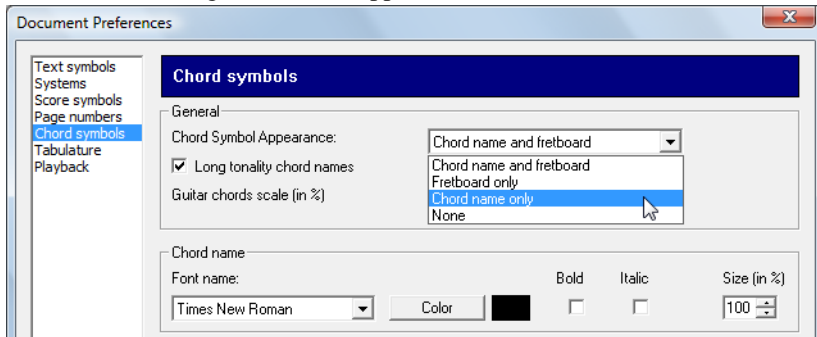 Document Preferences
Text symbols
Systems
Score symbols
Page numbers
Chord symbols
Tabulature
Playback
Chord symbols
General
Chord Symbol Appearance:
Chord name and fretboard
Long tonality chord names
Guitar chords scale (in %)
Chord name and fretboard
Fretboard only
Chord name only
None
Chord name
Font name:
Bold
Italic
Size (in %)
Times New Roman
Color
100